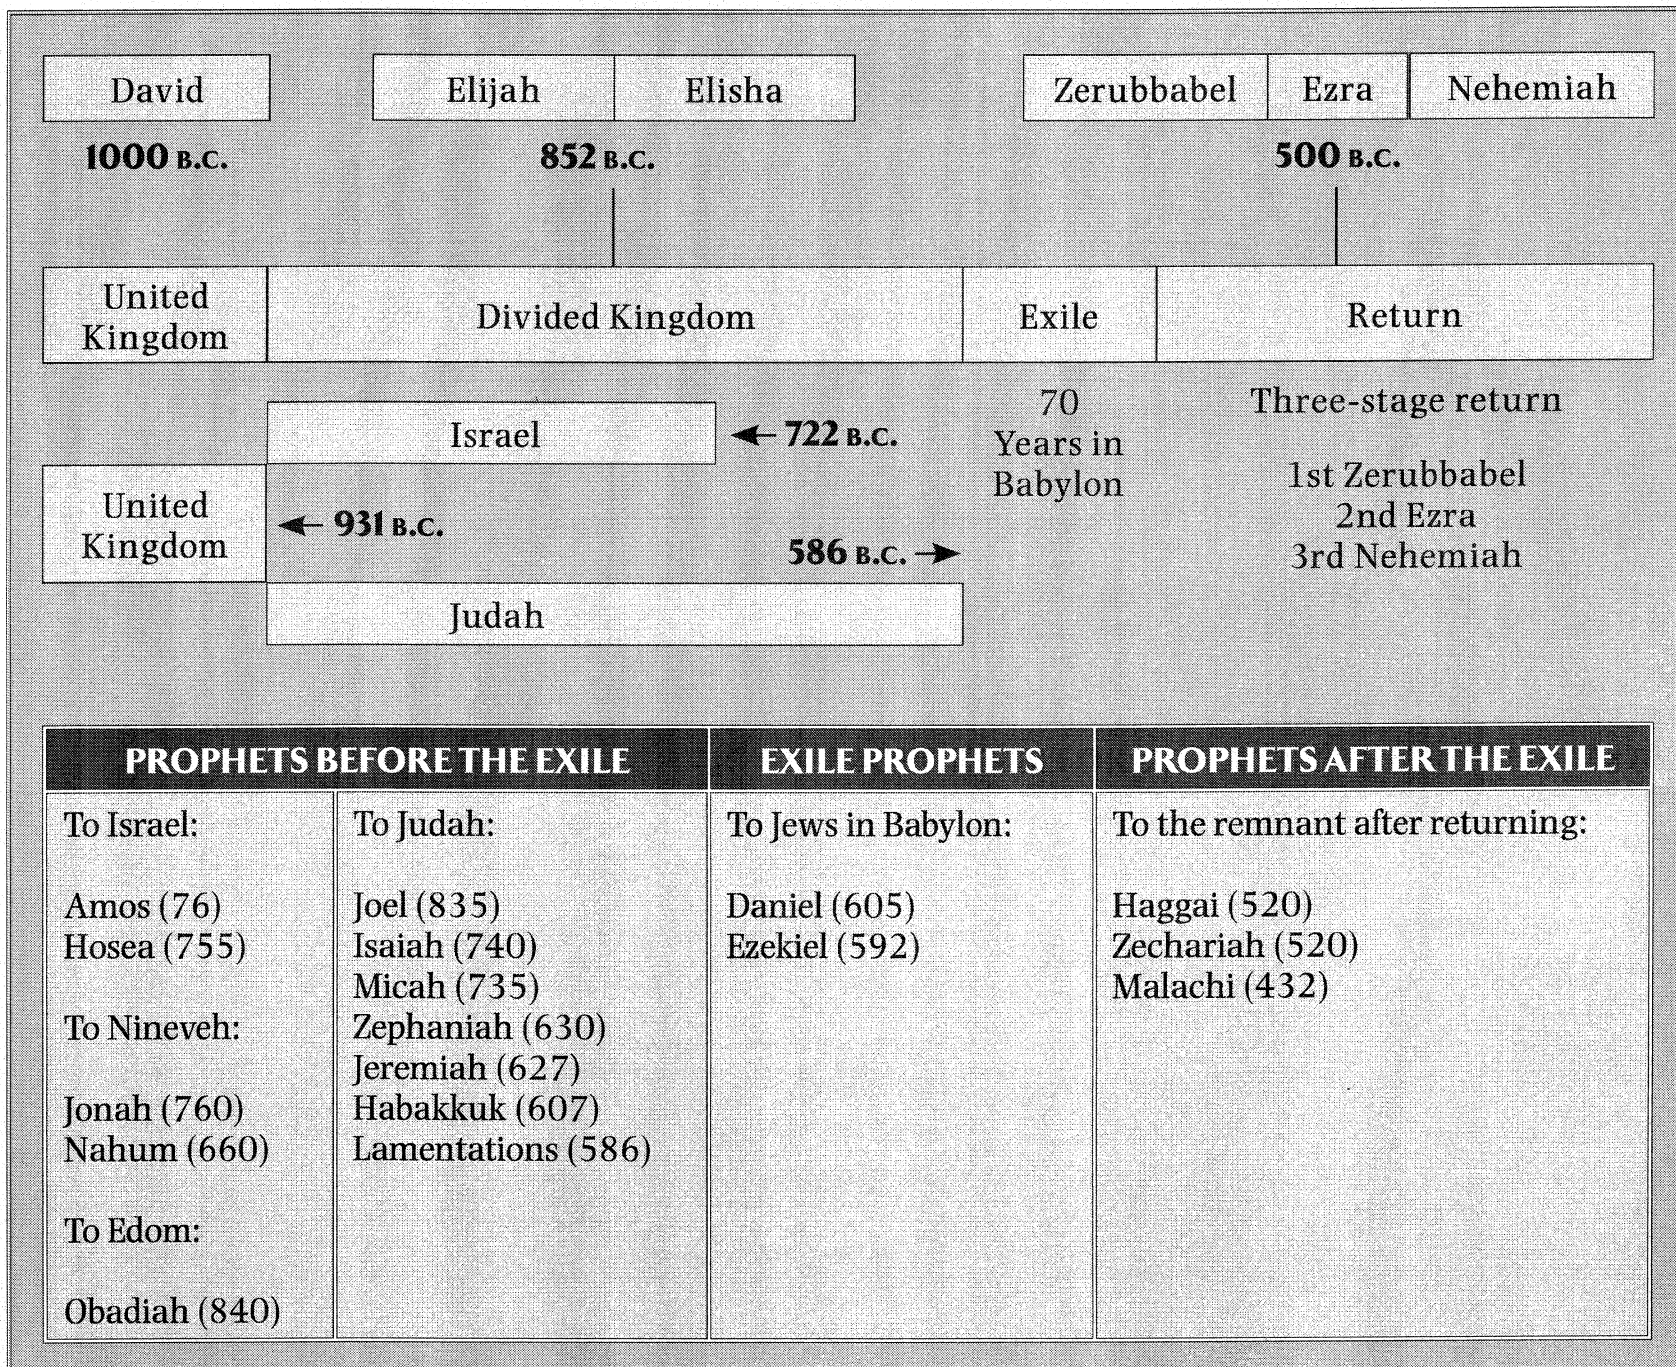 David
Elijah
Elisha
Zerubbabel
Ezra
Nehemiah
1000 B.C.
852 B.C.
500 B.C.
United
Kingdom
Divided Kingdom
Exile
Return
Israel
← 722 B.C.
United
Kingdom
← 931 B.C.
586 B.C. →
Judah
70
Years in
Babylon
Three-stage return
1st Zerubbabel
2nd Ezra
3rd Nehemiah
PROPHETS BEFORE THE EXILE
To Israel:
Amos (76)
Hosea (755)
To Nineveh:
Jonah (760)
Nahum (660)
To Edom:
Obadiah (840)
To Judah:
Joel (835)
Isaiah (740)
Micah (735)
Zephaniah (630)
Jeremiah (627)
Habakkuk (607)
Lamentations (586)
EXILE PROPHETS
To Jews in Babylon:
Daniel (605)
Ezekiel (592)
PROPHETS AFTER THE EXILE
To the remnant after returning:
Haggai (520)
Zechariah (520)
Malachi (432)